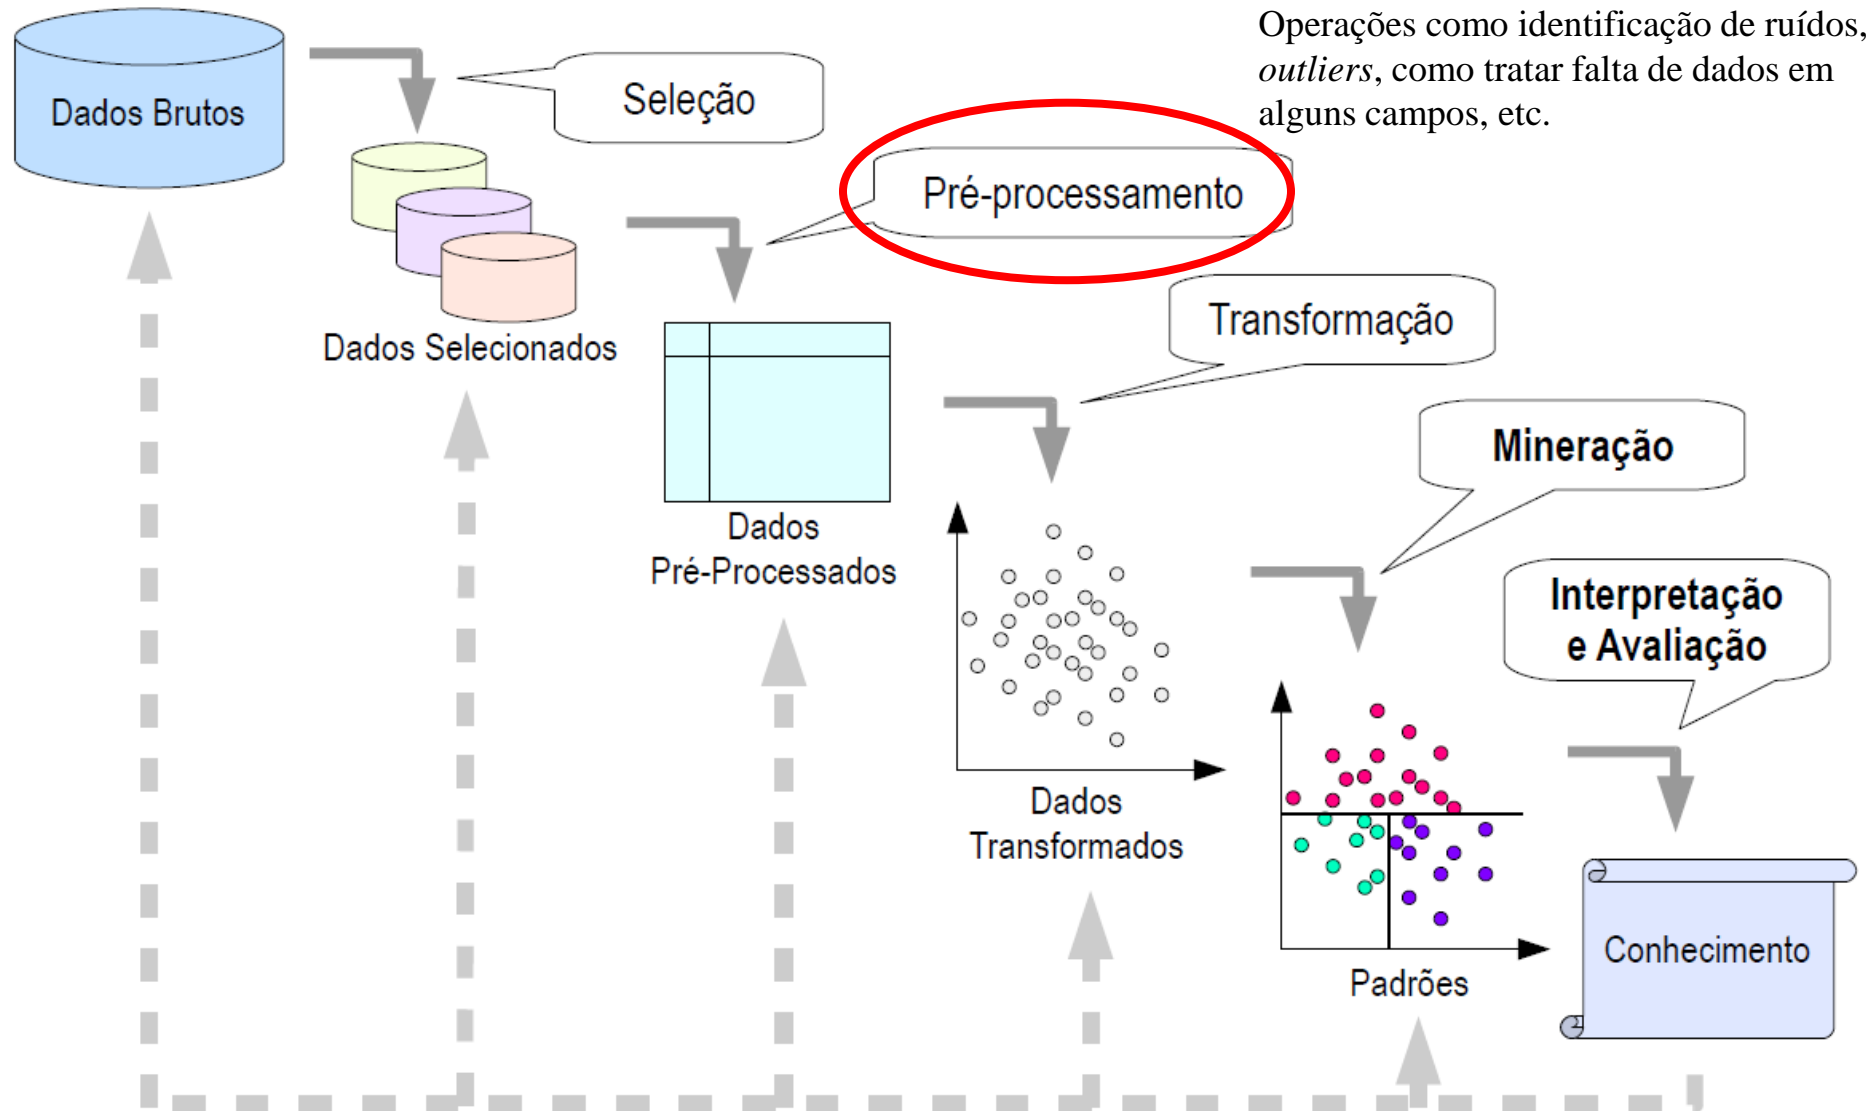 Operações como identificação de ruídos,
outliers, como tratar falta de dados em
alguns campos, etc.
Dados Brutos
Seleção
Pré-processamento
Dados Selecionados
Transformação
Mineração
Dados
Pré-Processados
Interpretação
e Avaliação
Dados
Transformados
Padrões
Conhecimento